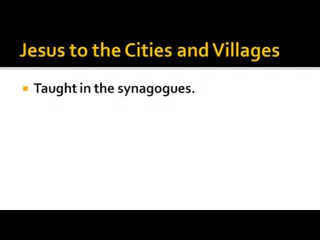 Jesus to the Cities and Villages
Taught in the synagogues.